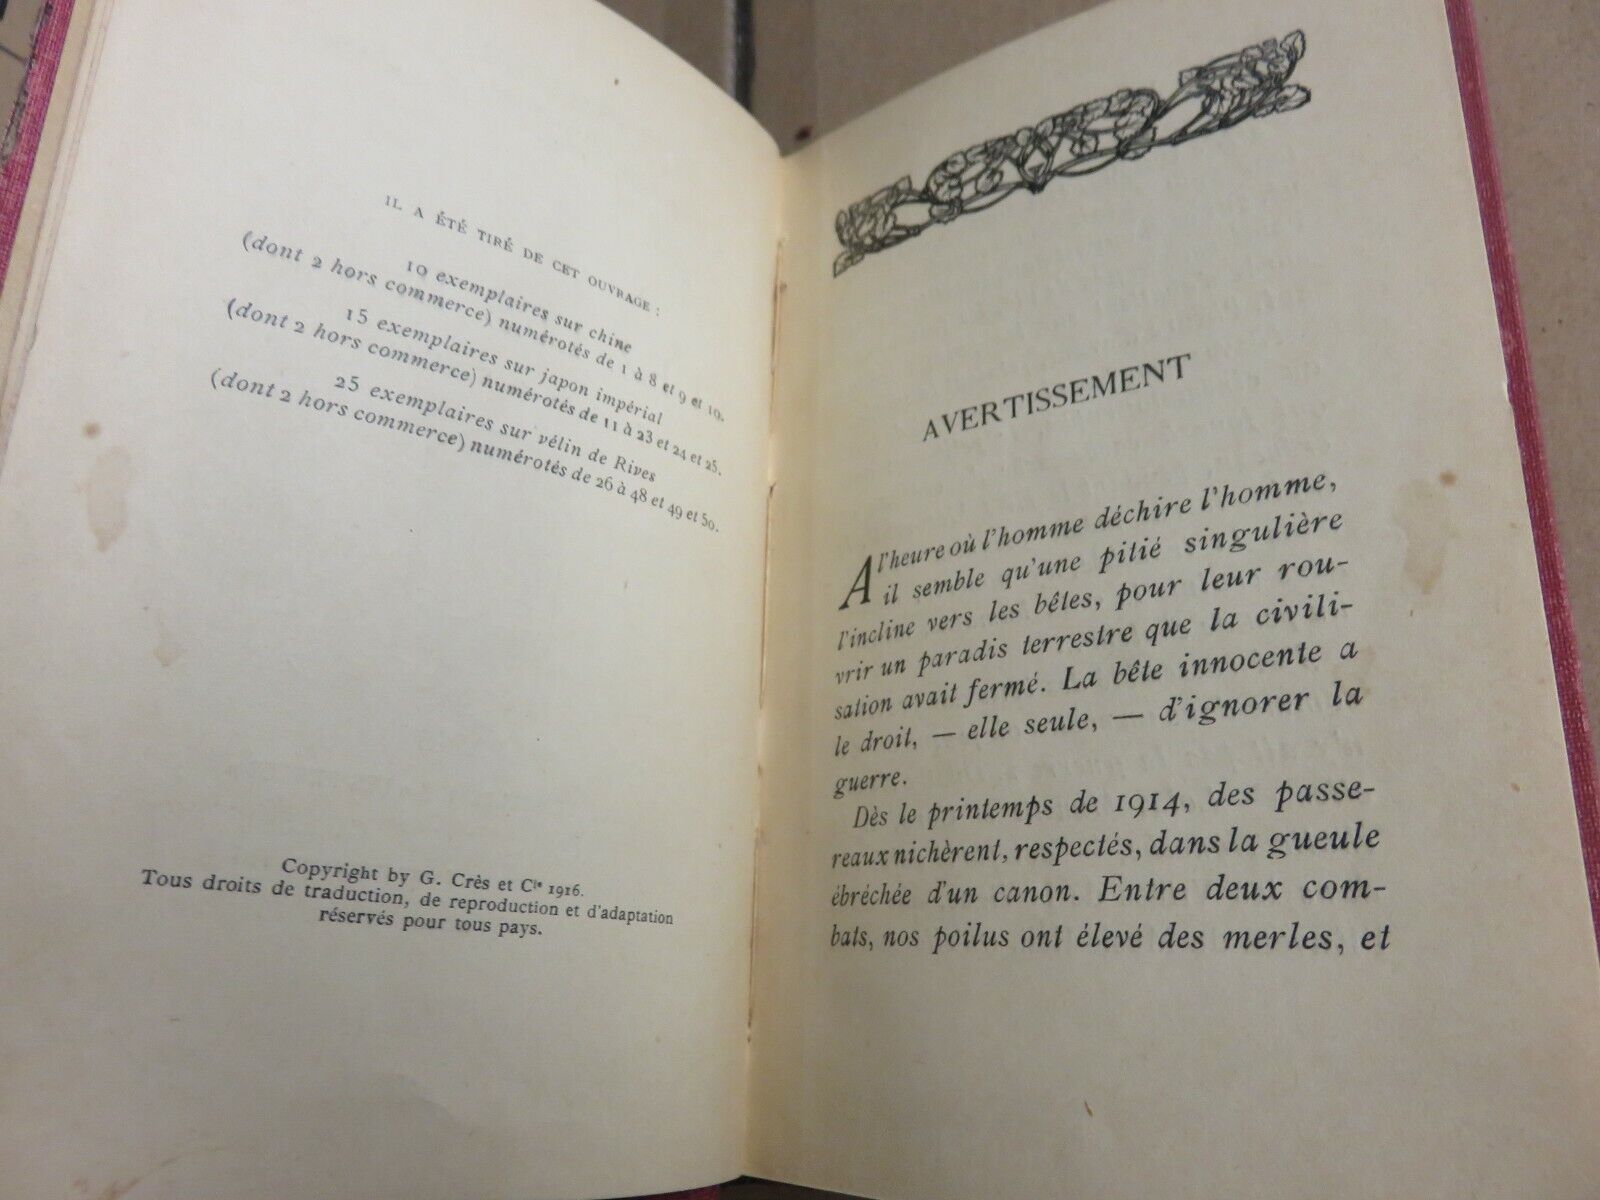 IL A ÉTÉ TIRÉ DE CET OUVRAGE :
10 exemplaires sur chine
(dont 2 hors commerce) numérotés de 1 à 8 et 9 et 10.
15 exemplaires sur japon impérial
(dont 2 hors commerce) numérotés de 11 à 23 et 24 et 25.
25 exemplaires sur vélin de Rives
(dont 2 hors commerce) numérotés de 26 à 48 et 49 et 50.
Copyright by G. Crès et Cie 1916.
Tous droits de traduction, de reproduction et d'adaptation
réservés pour tous pays.
AVERTISSEMENT
A l'heure où l'homme déchire l'homme,
il semble qu'une pitié singulière
l'incline vers les bêtes, pour leur rou-
vrir un paradis terrestre que la civili-
sation avait fermé. La bête innocente a
le droit, — elle seule, — d'ignorer la
guerre.
Dès le printemps de 1914, des passe-
reaux nichèrent, respectés, dans la gueule
ébréchée d'un canon. Entre deux com-
bats, nos poilus ont élevé des merles, et